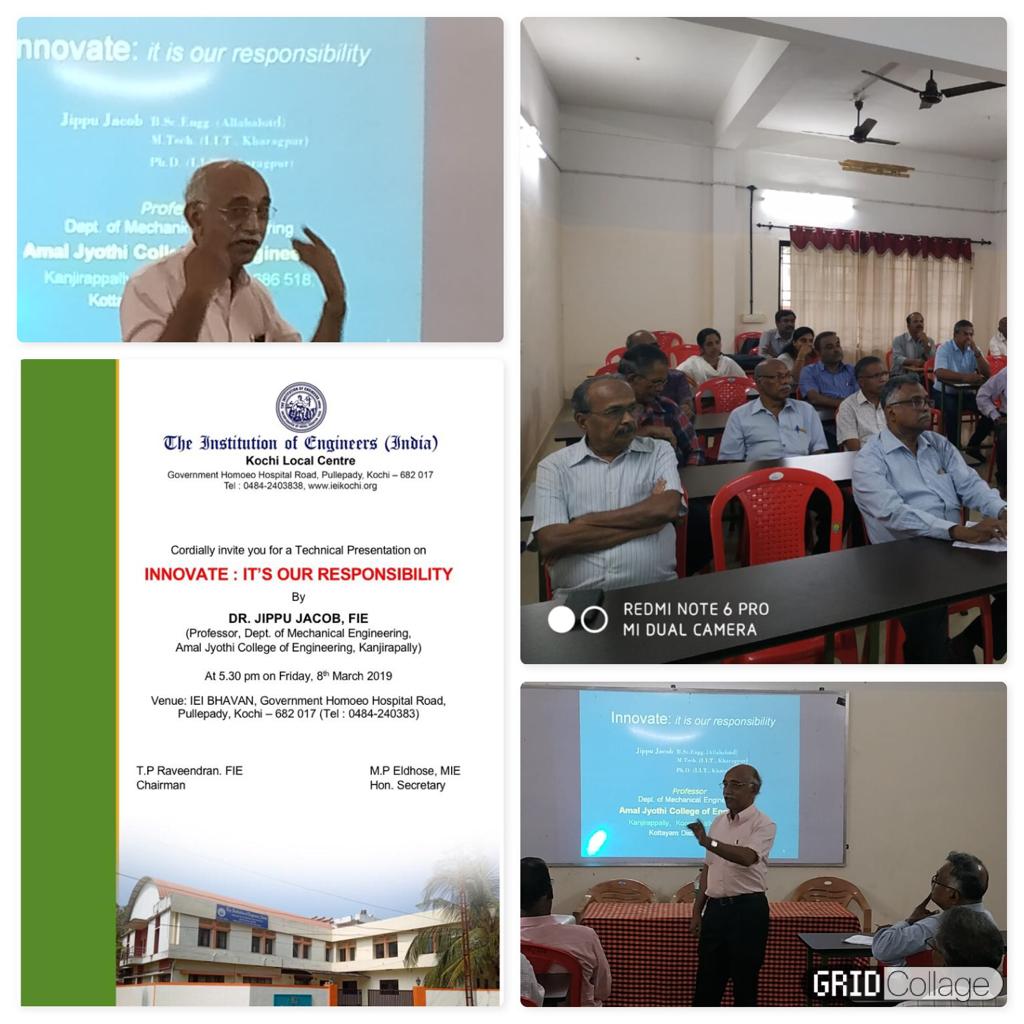 nnovate: it is our responsibility
Jippu Jacob B.Sc.Engg. (Allahabad)
M.Tech. (I.I.T., Kharagpur)
Ph.D. (I.I.T., Kharagpur)
Dept. of
Amal Jyothi
686 518
The Institution of Engineers (India)
Kochi Local Centre
Government Homoeo Hospital Road, Pullepady, Kochi – 682 017
Tel : 0484-2403838, www.ieikochi.org
Cordially invite you for a Technical Presentation on
INNOVATE : IT'S OUR RESPONSIBILITY
By
DR. JIPPU JACOB, FIE
(Professor, Dept. of Mechanical Engineering,
Amal Jyothi College of Engineering, Kanjirapally)
At 5.30 pm on Friday, 8th March 2019
Venue: IEI BHAVAN, Government Homoeo Hospital Road,
Pullepady, Kochi – 682 017 (Tel : 0484-240383)
T.P Raveendran. FIE
Chairman
M.P Eldhose, MIE
Hon. Secretary
REDMI NOTE 6 PRO
MI DUAL CAMERA
Innovate: it is our responsibility
Jippu Jacob B.Sc.Engg. (Allahabad)
M.Tech. (I.I.T., Kharagpur)
Ph.D. (I.I.T.,
Professor
Dept. of Mechanical
Amal Jyothi College of
Kanjirappally,
Kottayam
GRID Collage